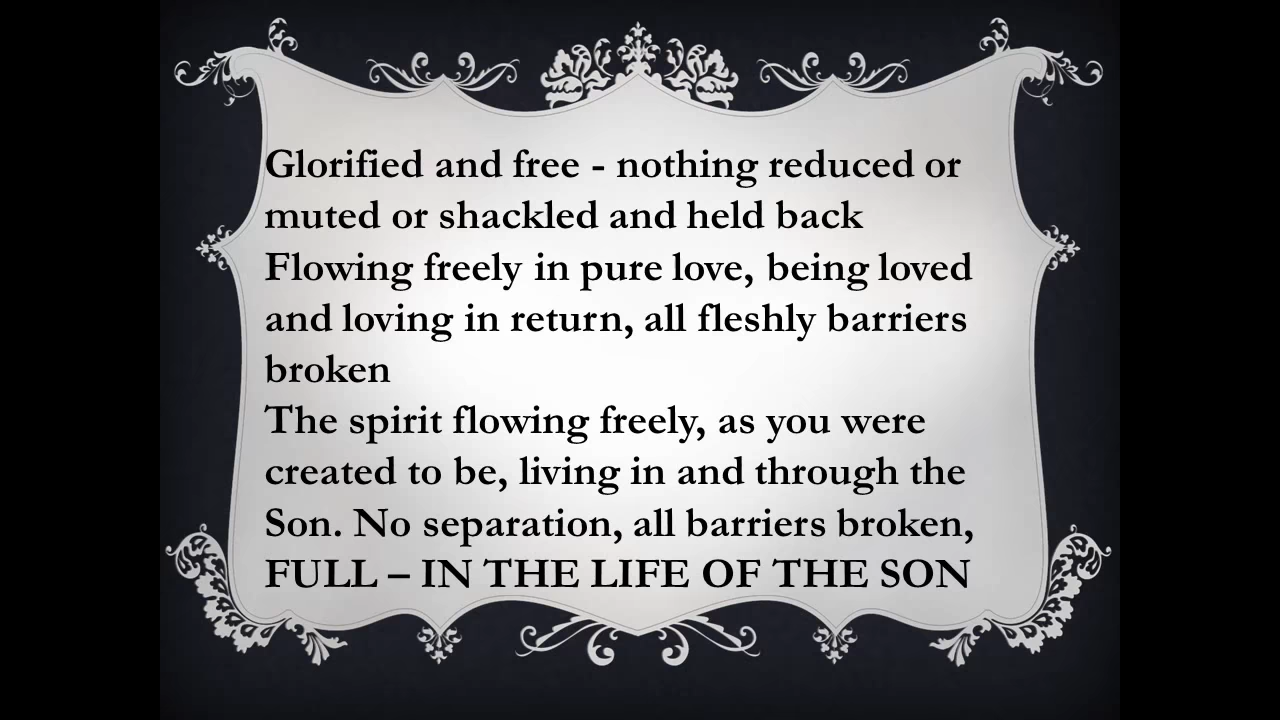 Glorified and free - nothing reduced or
muted or shackled and held back
Flowing freely in pure love, being loved
and loving in return, all fleshly barriers
broken
The spirit flowing freely, as you were
created to be, living in and through the
Son. No separation, all barriers broken,
FULL – IN THE LIFE OF THE SON